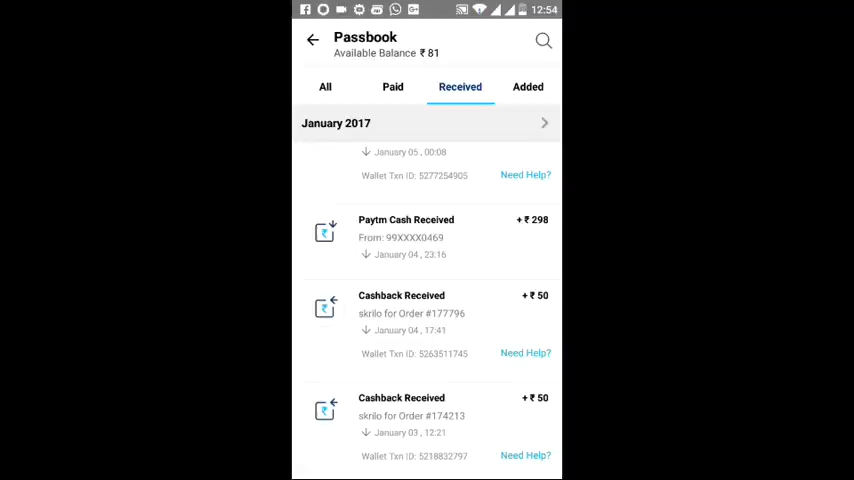 12:54
Passbook
Available Balance ₹ 81
All Paid Received Added
January 2017
January 05 , 00:08
Wallet Txn ID: 5277254905 Need Help?
Paytm Cash Received + ₹ 298
From: 99XXXX0469
January 04 , 23:16
Cashback Received + ₹ 50
skrilo for Order #177796
January 04 , 17:41
Wallet Txn ID: 5263511745 Need Help?
Cashback Received + ₹ 50
skrilo for Order #174213
January 03 , 12:21
Wallet Txn ID: 5218832797 Need Help?